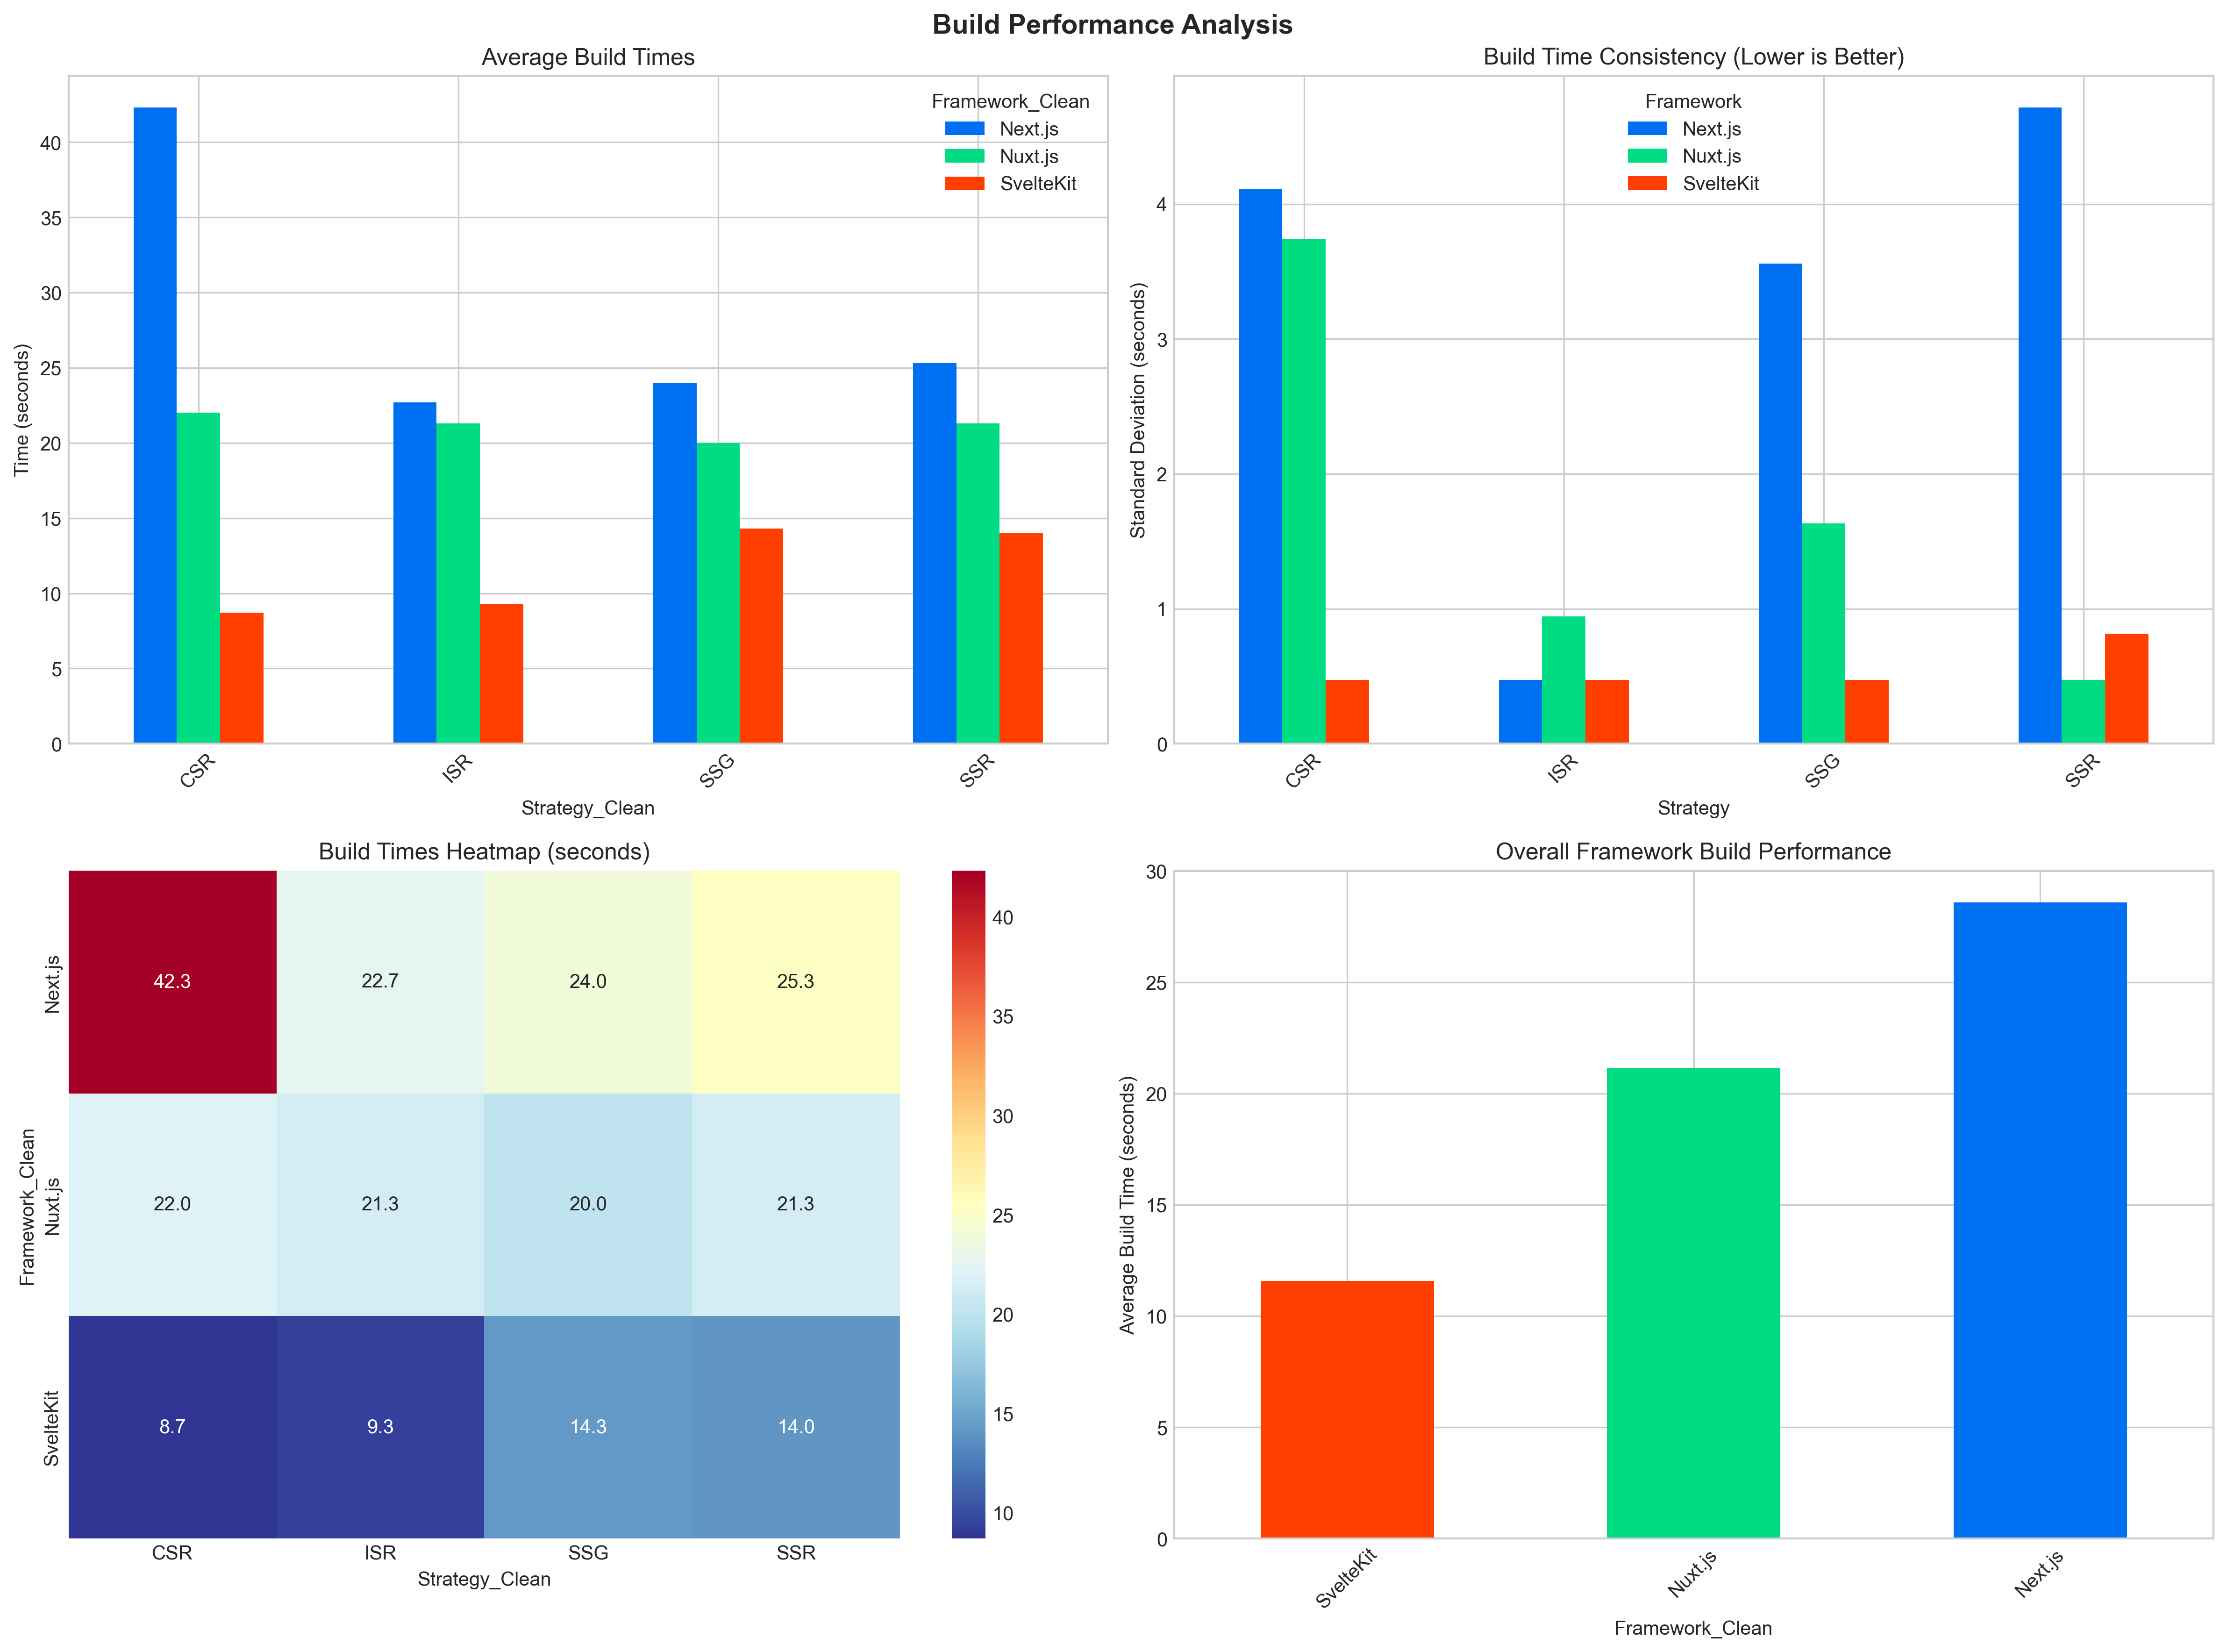 Build Performance Analysis
Average Build Times
Time (seconds)
40
35
30
25
20
15
10
5
0
Framework_Clean
Next.js
Nuxt.js
SvelteKit
CSR
ISR
SSG
SSR
Strategy_Clean
Build Time Consistency (Lower is Better)
Standard Deviation (seconds)
4
3
2
1
0
Framework
Next.js
Nuxt.js
SvelteKit
CSR
ISR
SSG
SSR
Strategy
Build Times Heatmap (seconds)
Framework_Clean
Next.js
42.3
22.7
24.0
25.3
Nuxt.js
22.0
21.3
20.0
21.3
SvelteKit
8.7
9.3
14.3
14.0
CSR
ISR
SSG
SSR
Strategy_Clean
40
35
30
25
20
15
10
Overall Framework Build Performance
Average Build Time (seconds)
30
25
20
15
10
5
0
SvelteKit
Nuxt.js
Next.js
Framework_Clean